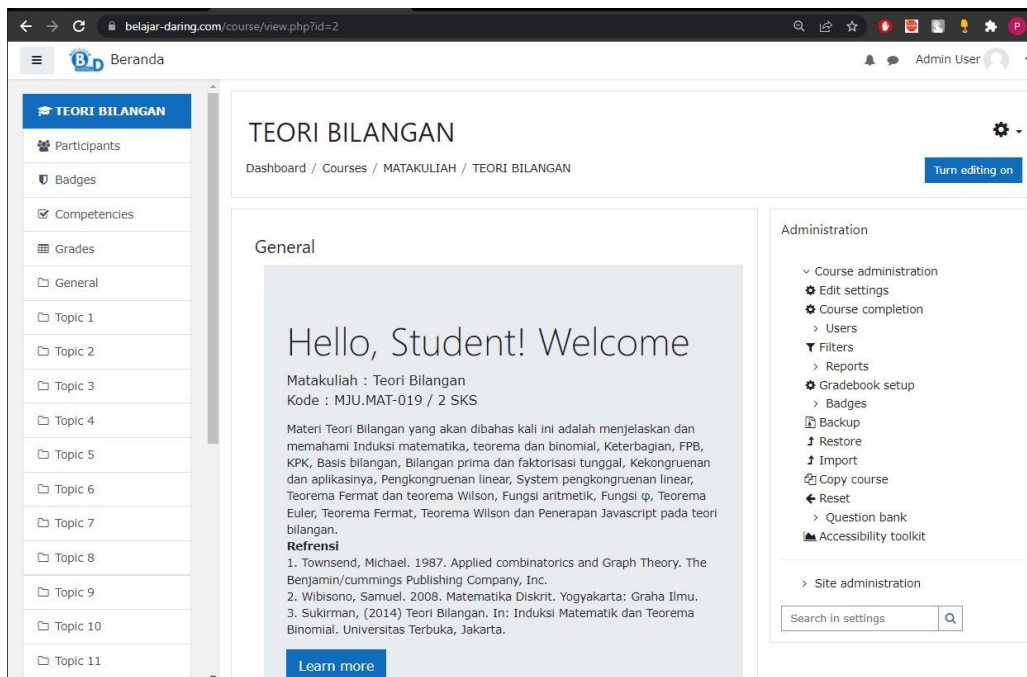 belajar-daring.com/course/view.php?id=2
P
B
D
Beranda
Admin User
TEORI BILANGAN
Participants
Badges
Competencies
Grades
General
Topic 1
Topic 2
Topic 3
Topic 4
Topic 5
Topic 6
Topic 7
Topic 8
Topic 9
Topic 10
Topic 11
TEORI BILANGAN
Dashboard / Courses / MATAKULIAH / TEORI BILANGAN
Turn editing on
General
Hello, Student! Welcome
Matakuliah : Teori Bilangan
Kode : MJU.MAT-019 / 2 SKS
Materi Teori Bilangan yang akan dibahas kali ini adalah menjelaskan dan
memahami Induksi matematika, teorema dan binomial, Keterbagian, FPB,
KPK, Basis bilangan, Bilangan prima dan faktorisasi tunggal, Kekongruenan
dan aplikasinya, Pengkongruenan linear, System pengkongruenan linear,
Teorema Fermat dan teorema Wilson, Fungsi aritmetik, Fungsi φ, Teorema
Euler, Teorema Fermat, Teorema Wilson dan Penerapan Javascript pada teori
bilangan.
Refrensi
1. Townsend, Michael. 1987. Applied combinatorics and Graph Theory. The
Benjamin/cummings Publishing Company, Inc.
2. Wibisono, Samuel. 2008. Matematika Diskrit. Yogyakarta: Graha Ilmu.
3. Sukirman, (2014) Teori Bilangan. In: Induksi Matematik dan Teorema
Binomial. Universitas Terbuka, Jakarta.
Learn more
Administration
Course administration
Edit settings
Course completion
Users
Filters
Reports
Gradebook setup
Badges
Backup
Restore
Import
Copy course
Reset
Question bank
Accessibility toolkit
Site administration
Search in settings